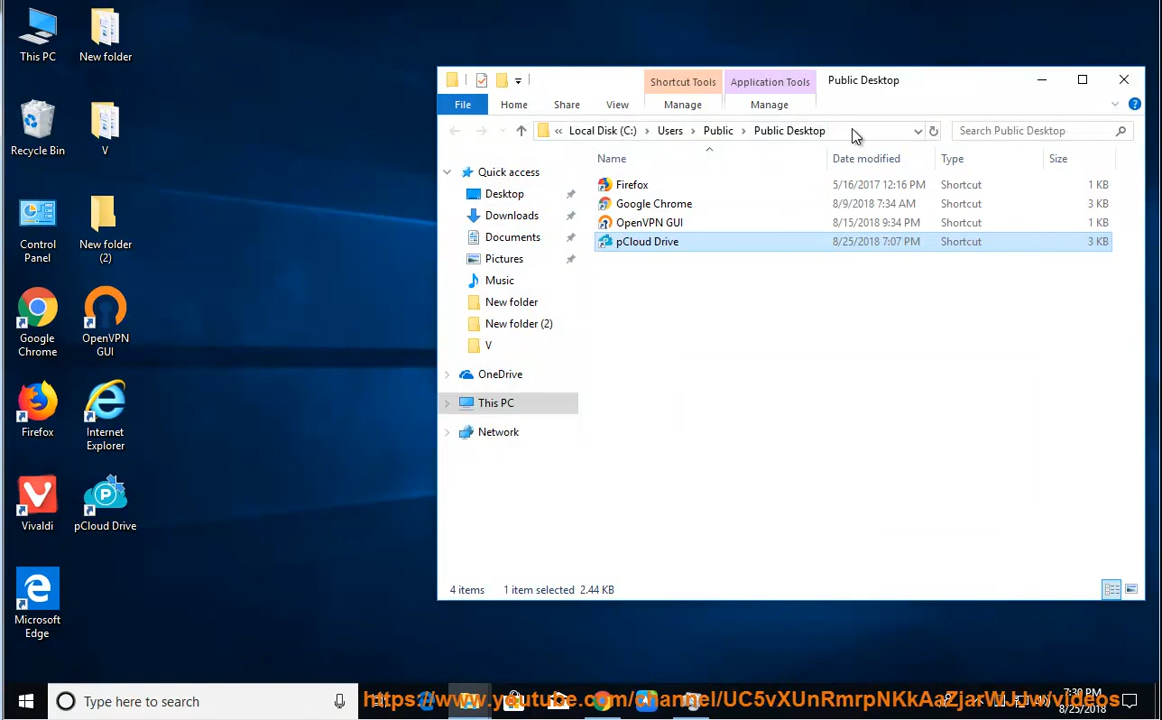 This PC
New folder
Recycle Bin
V
Control
Panel
New folder
(2)
Google
Chrome
OpenVPN
GUI
Firefox
Internet
Explorer
Vivaldi
pCloud Drive
Microsoft
Edge
Shortcut Tools
Application Tools
Public Desktop
File
Home
Share
View
Manage
Manage
« Local Disk (C:) > Users > Public > Public Desktop
Search Public Desktop
Name
Date modified
Type
Size
Quick access
Desktop
Downloads
Documents
Pictures
Music
New folder
New folder (2)
V
OneDrive
This PC
Network
Firefox 5/16/2017 12:16 PM Shortcut 1 KB
Google Chrome 8/9/2018 7:34 AM Shortcut 3 KB
OpenVPN GUI 8/15/2018 9:34 PM Shortcut 1 KB
pCloud Drive 8/25/2018 7:07 PM Shortcut 3 KB
4 items 1 item selected 2.44 KB
Type here to search
7:30 PM
8/25/2018